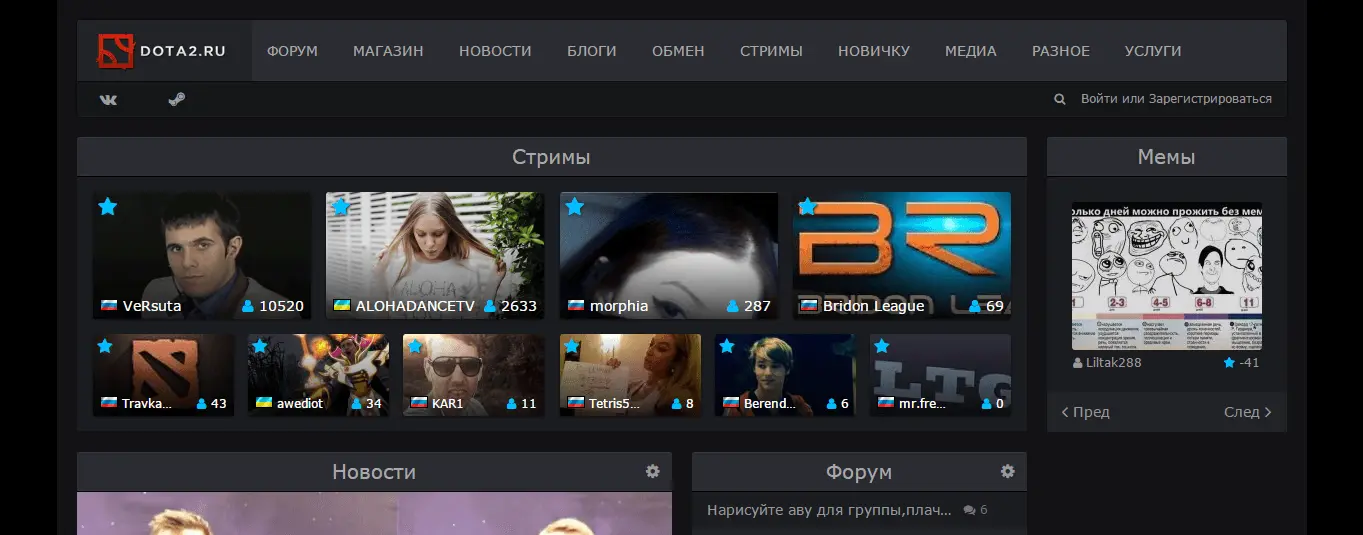 DOTA2.RU ФОРУМ МАГАЗИН НОВОСТИ БЛОГИ ОБМЕН СТРИМЫ НОВИЧКУ МЕДИА РАЗНОЕ УСЛУГИ
Войти или Зарегистрироваться
Стримы
VeRsuta 10520
ALOHADANCETV 2633
morphia 287
BR
Bridon League 69
Travka... 43
awediot 34
KAR1 11
Tetris5... 8
Berend... 6
LTG
mr.fre... 0
Мемы
олько дней можно прожить без мем
2-3 4-5 6-8 11
Liltak288 -41
Пред След
Новости
Форум
Нарисуйте аву для группы,плач... 6